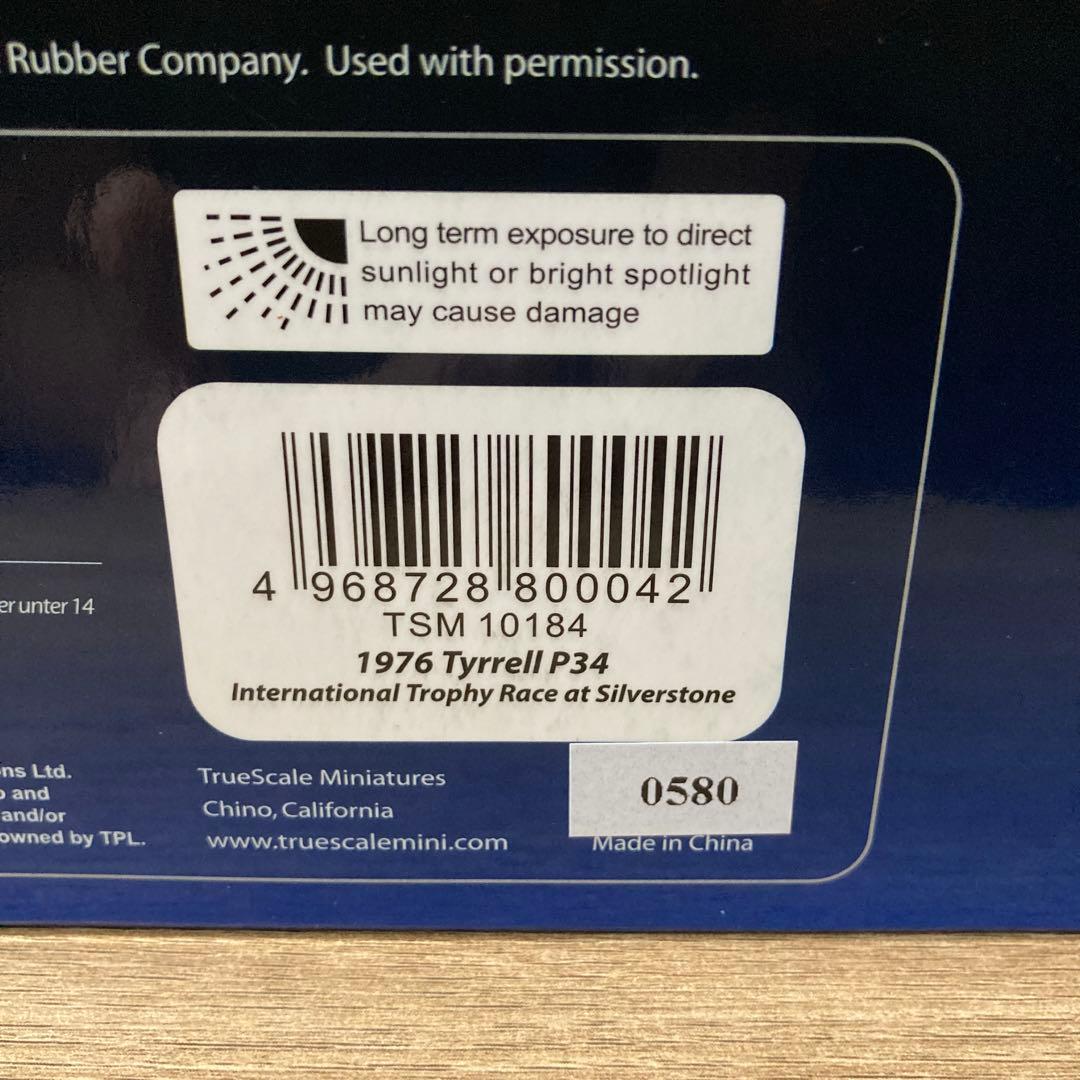 Rubber Company. Used with permission.
Long term exposure to direct
sunlight or bright spotlight
may cause damage
4 968728 800042
TSM 10184
1976 Tyrrell P34
International Trophy Race at Silverstone
er unter 14
ns Ltd.
and
and/or
owned by TPL.
TrueScale Miniatures
Chino, California
www.truescalemini.com
0580
Made in China